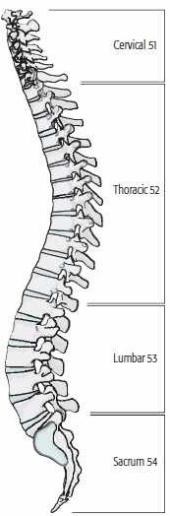 Cervical 51
Thoracic 52
Lumbar 53
Sacrum 54